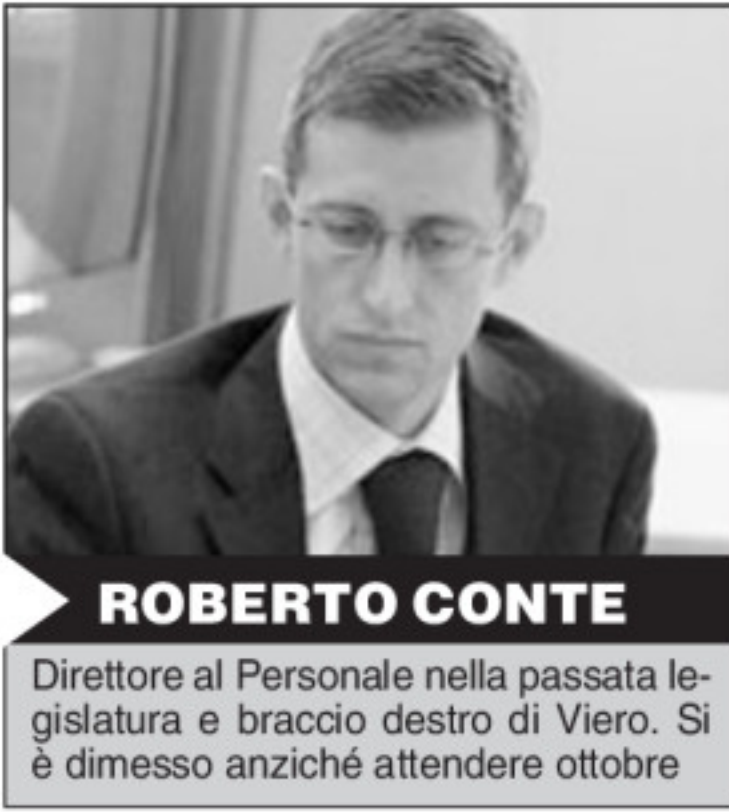 ROBERTO CONTE
Direttore al Personale nella passata le-
gislatura e braccio destro di Viero. Si
è dimesso anziché attendere ottobre